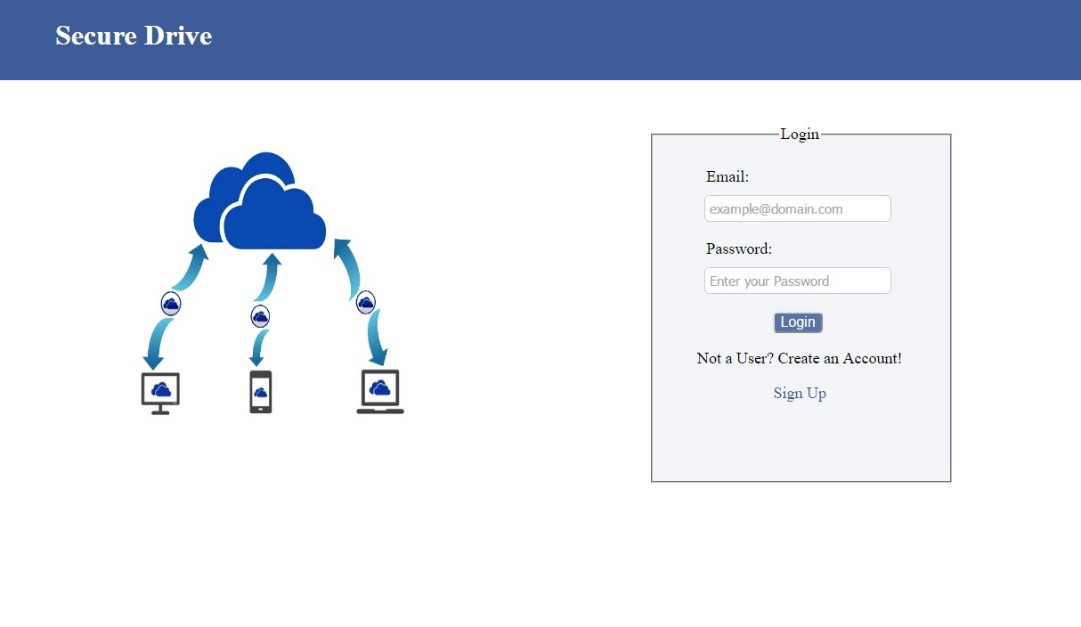 Secure Drive
Login
Email:
example@domain.com
Password:
Enter your Password
Login
Not a User? Create an Account!
Sign Up